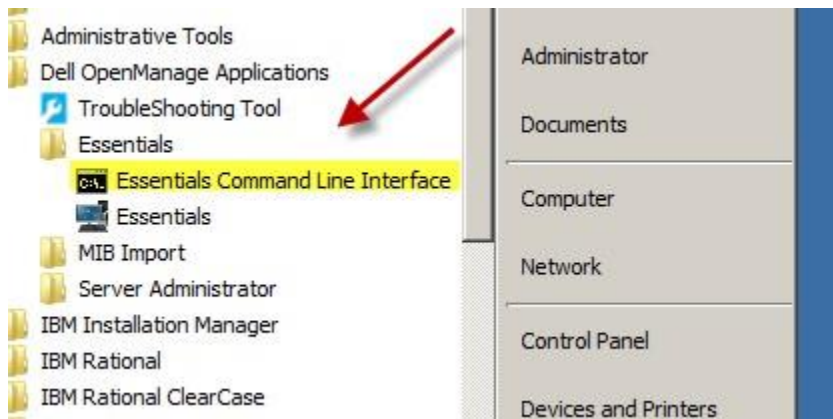 Administrative Tools
Dell OpenManage Applications
TroubleShooting Tool
Essentials
C:\.
Essentials Command Line Interface
Essentials
MIB Import
Server Administrator
IBM Installation Manager
IBM Rational
IBM Rational ClearCase
Administrator
Documents
Computer
Network
Control Panel
Devices and Printers